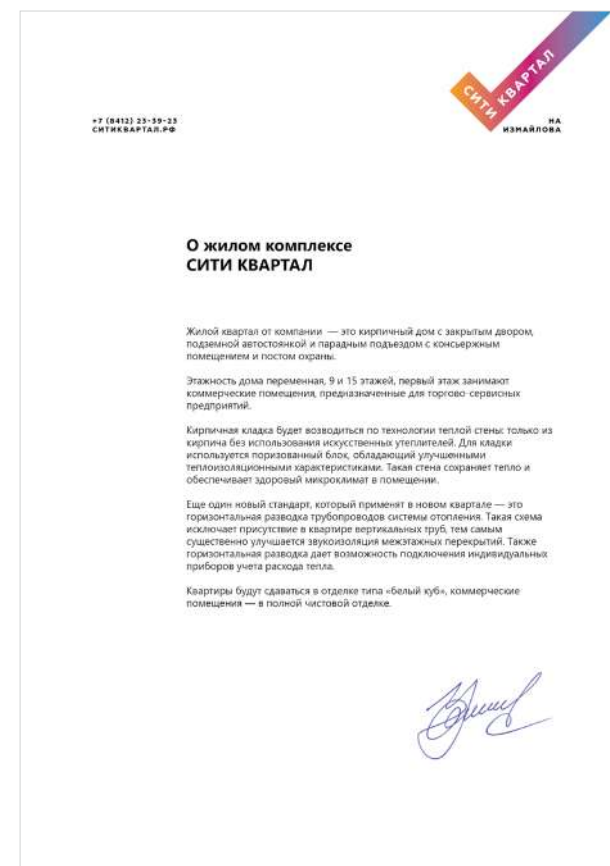 СИТИ КВАРТАЛ
+7 (8412) 23-39-23
СИТИКВАРТАЛ.РФ
НА
ИЗМАЙЛОВА
О жилом комплексе
СИТИ КВАРТАЛ
Жилой квартал от компании — это кирпичный дом с закрытым двором,
подземной автостоянкой и парадным подъездом с консьержным
помещением и постом охраны.
Этажность дома переменная, 9 и 15 этажей, первый этаж занимают
коммерческие помещения, предназначенные для торгово-сервисных
предприятий.
Кирпичная кладка будет возводиться по технологии теплой стены: только из
кирпича без использования искусственных утеплителей. Для кладки
используется поризованный блок, обладающий улучшенными
теплоизоляционными характеристиками. Такая стена сохраняет тепло и
обеспечивает здоровый микроклимат в помещении.
Еще один новый стандарт, который применят в новом квартале — это
горизонтальная разводка трубопроводов системы отопления. Такая схема
исключает присутствие в квартире вертикальных труб, тем самым
существенно улучшается звукоизоляция межэтажных перекрытий. Также
горизонтальная разводка дает возможность подключения индивидуальных
приборов учета расхода тепла.
Квартиры будут сдаваться в отделке типа «белый куб», коммерческие
помещения — в полной чистовой отделке.